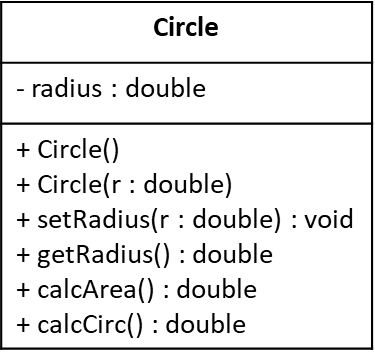 Circle
- radius : double
+ Circle()
+ Circle(r : double)
+ setRadius(r : double) : void
+ getRadius() : double
+ calcArea() : double
+ calcCirc() : double